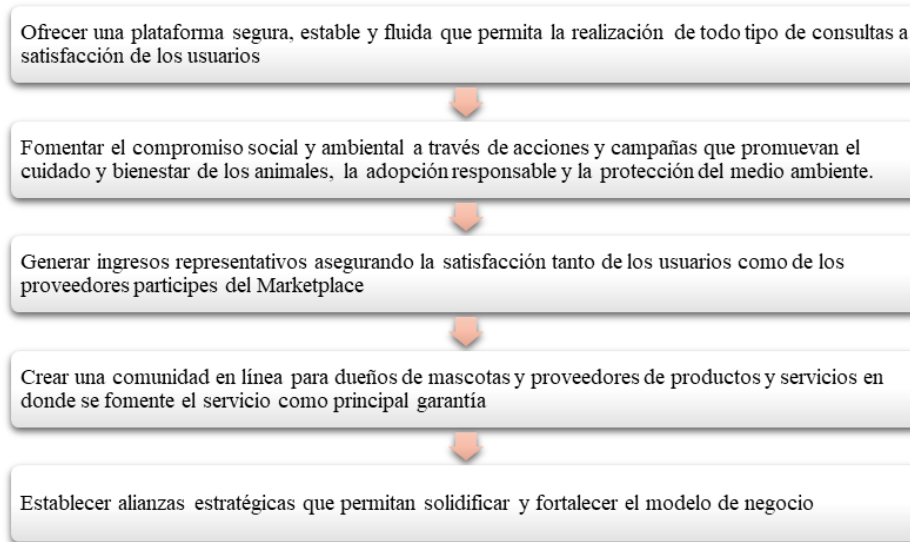 Ofrecer una plataforma segura, estable y fluida que permita la realización de todo tipo de consultas a
satisfacción de los usuarios
Fomentar el compromiso social y ambiental a través de acciones y campañas que promuevan el
cuidado y bienestar de los animales, la adopción responsable y la protección del medio ambiente.
Generar ingresos representativos asegurando la satisfacción tanto de los usuarios como de los
proveedores participes del Marketplace
Crear una comunidad en línea para dueños de mascotas y proveedores de productos y servicios en
donde se fomente el servicio como principal garantía
Establecer alianzas estratégicas que permitan solidificar y fortalecer el modelo de negocio